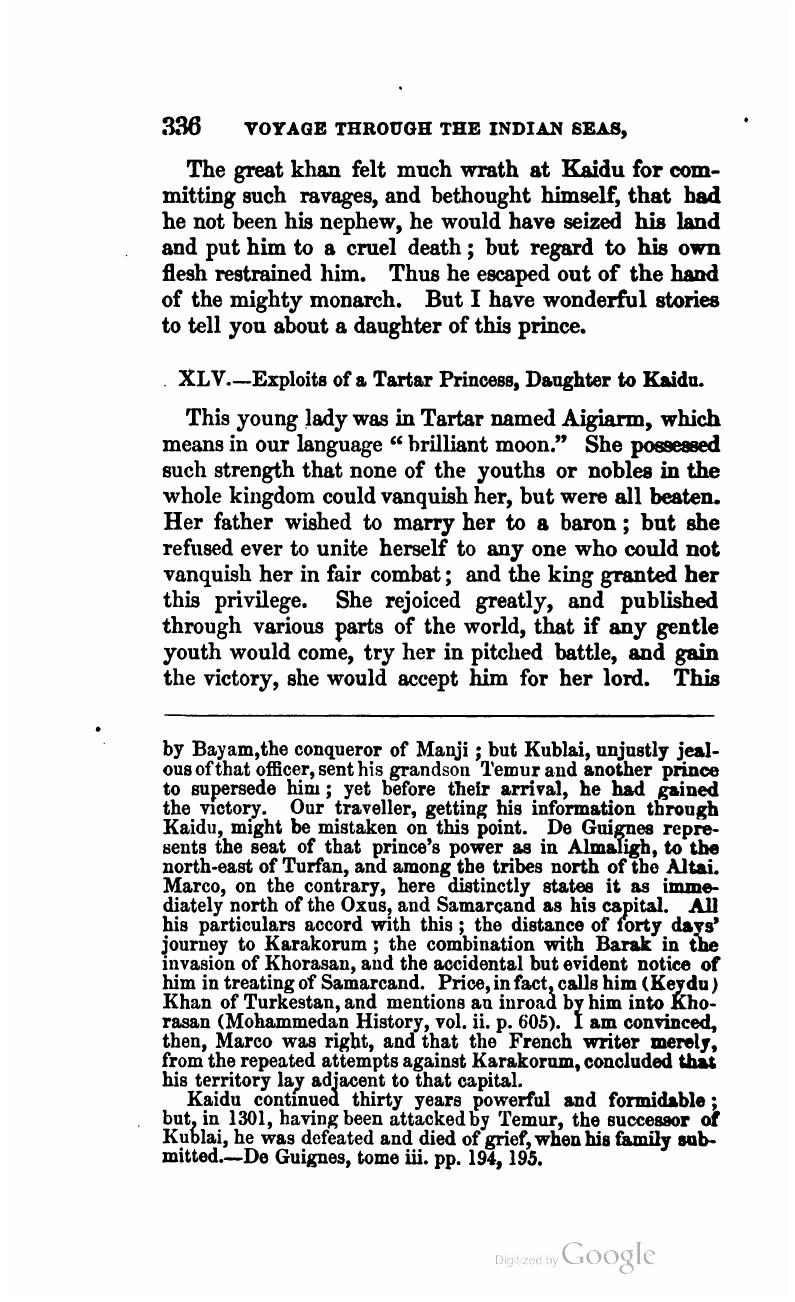 336 VOYAGE THROUGH THE INDIAN SEAS,
The great khan felt much wrath at Kaidu for com-
mitting such ravages, and bethought himself, that had
he not been his nephew, he would have seized his land
and put him to a cruel death ; but regard to his own
flesh restrained him. Thus he escaped out of the hand
of the mighty monarch. But I have wonderful stories
to tell you about a daughter of this prince.
XLV.—Exploits of a Tartar Princess, Daughter to Kaidu.
This young lady was in Tartar named Aigiarm, which
means in our language “ brilliant moon.” She possessed
such strength that none of the youths or nobles in the
whole kingdom could vanquish her, but were all beaten.
Her father wished to marry her to a baron ; but she
refused ever to unite herself to any one who could not
vanquish her in fair combat ; and the king granted her
this privilege. She rejoiced greatly, and published
through various parts of the world, that if any gentle
youth would come, try her in pitched battle, and gain
the victory, she would accept him for her lord. This
by Bayam,the conqueror of Manji ; but Kublai, unjustly jeal-
ous of that officer, sent his grandson Temur and another prince
to supersede him ; yet before their arrival, he had gained
the victory. Our traveller, getting his information through
Kaidu, might be mistaken on this point. De Guignes repre-
sents the seat of that prince’s power as in Almaligh, to the
north-east of Turfan, and among the tribes north of the Altai.
Marco, on the contrary, here distinctly states it as imme-
diately north of the Oxus, and Samarcand as his capital. All
his particulars accord with this ; the distance of forty days’
journey to Karakorum ; the combination with Barak in the
invasion of Khorasan, and the accidental but evident notice of
him in treating of Samarcand. Price, in fact, calls him (Keydu)
Khan of Turkestan, and mentions an inroad by him into Kho-
rasan (Mohammedan History, vol. ii. p. 605). I am convinced,
then, Marco was right, and that the French writer merely,
from the repeated attempts against Karakorum, concluded that
his territory lay adjacent to that capital.
Kaidu continued thirty years powerful and formidable ;
but, in 1301, having been attacked by Temur, the successor of
Kublai, he was defeated and died of grief, when his family sub-
mitted.—De Guignes, tome iii. pp. 194, 195.
Digitized by Google